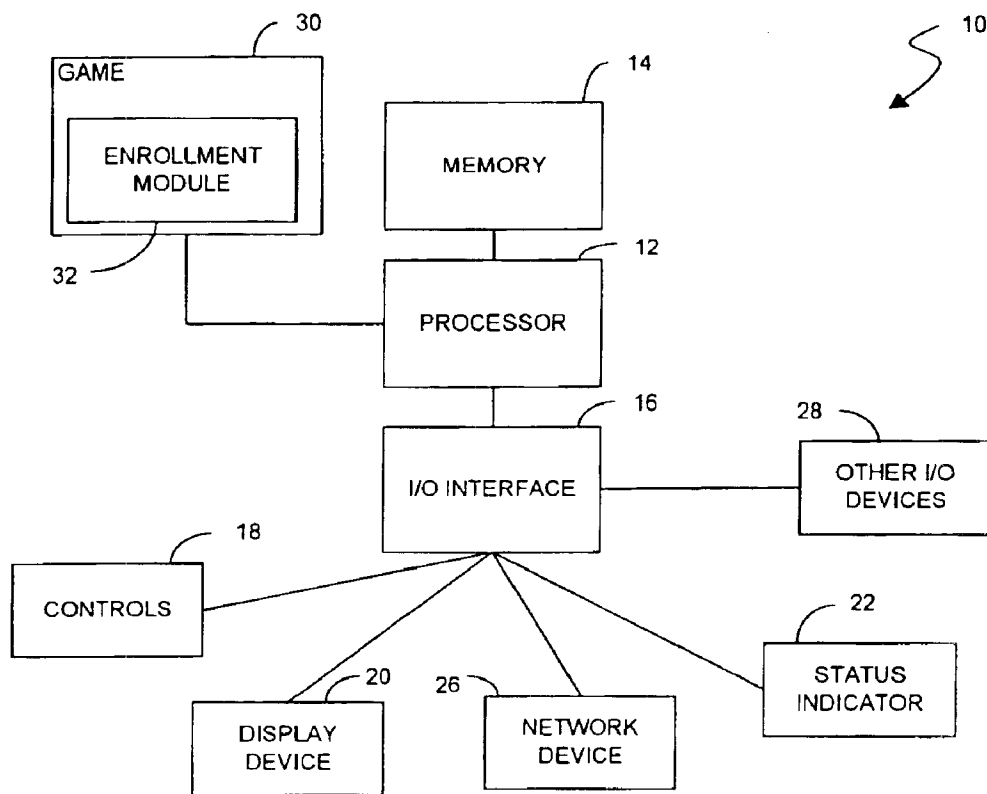 30
10
GAME
14
ENROLLMENT
MODULE
MEMORY
32
12
PROCESSOR
16
28
I/O INTERFACE
OTHER I/O
DEVICES
18
CONTROLS
22
20
26
STATUS
INDICATOR
DISPLAY
DEVICE
NETWORK
DEVICE